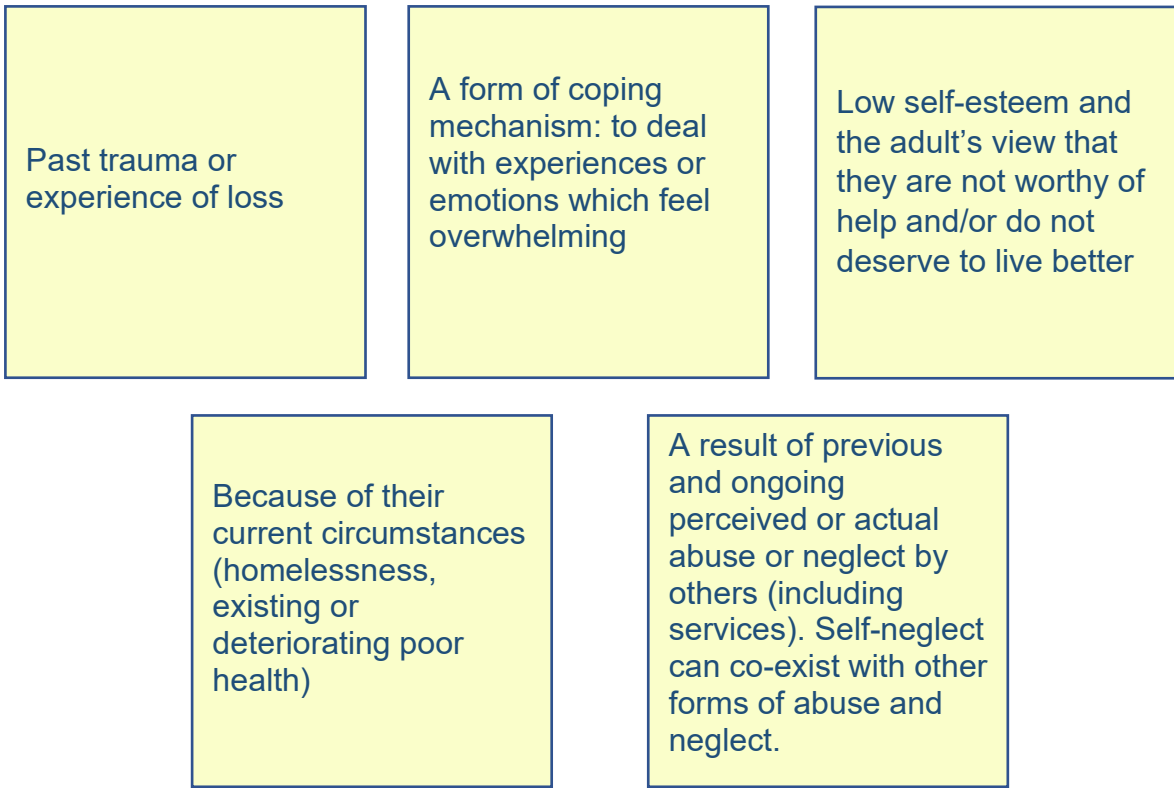 Past trauma or
experience of loss
A form of coping
mechanism: to deal
with experiences or
emotions which feel
overwhelming
Low self-esteem and
the adult’s view that
they are not worthy of
help and/or do not
deserve to live better
Because of their
current circumstances
(homelessness,
existing or
deteriorating poor
health)
A result of previous
and ongoing
perceived or actual
abuse or neglect by
others (including
services). Self-neglect
can co-exist with other
forms of abuse and
neglect.